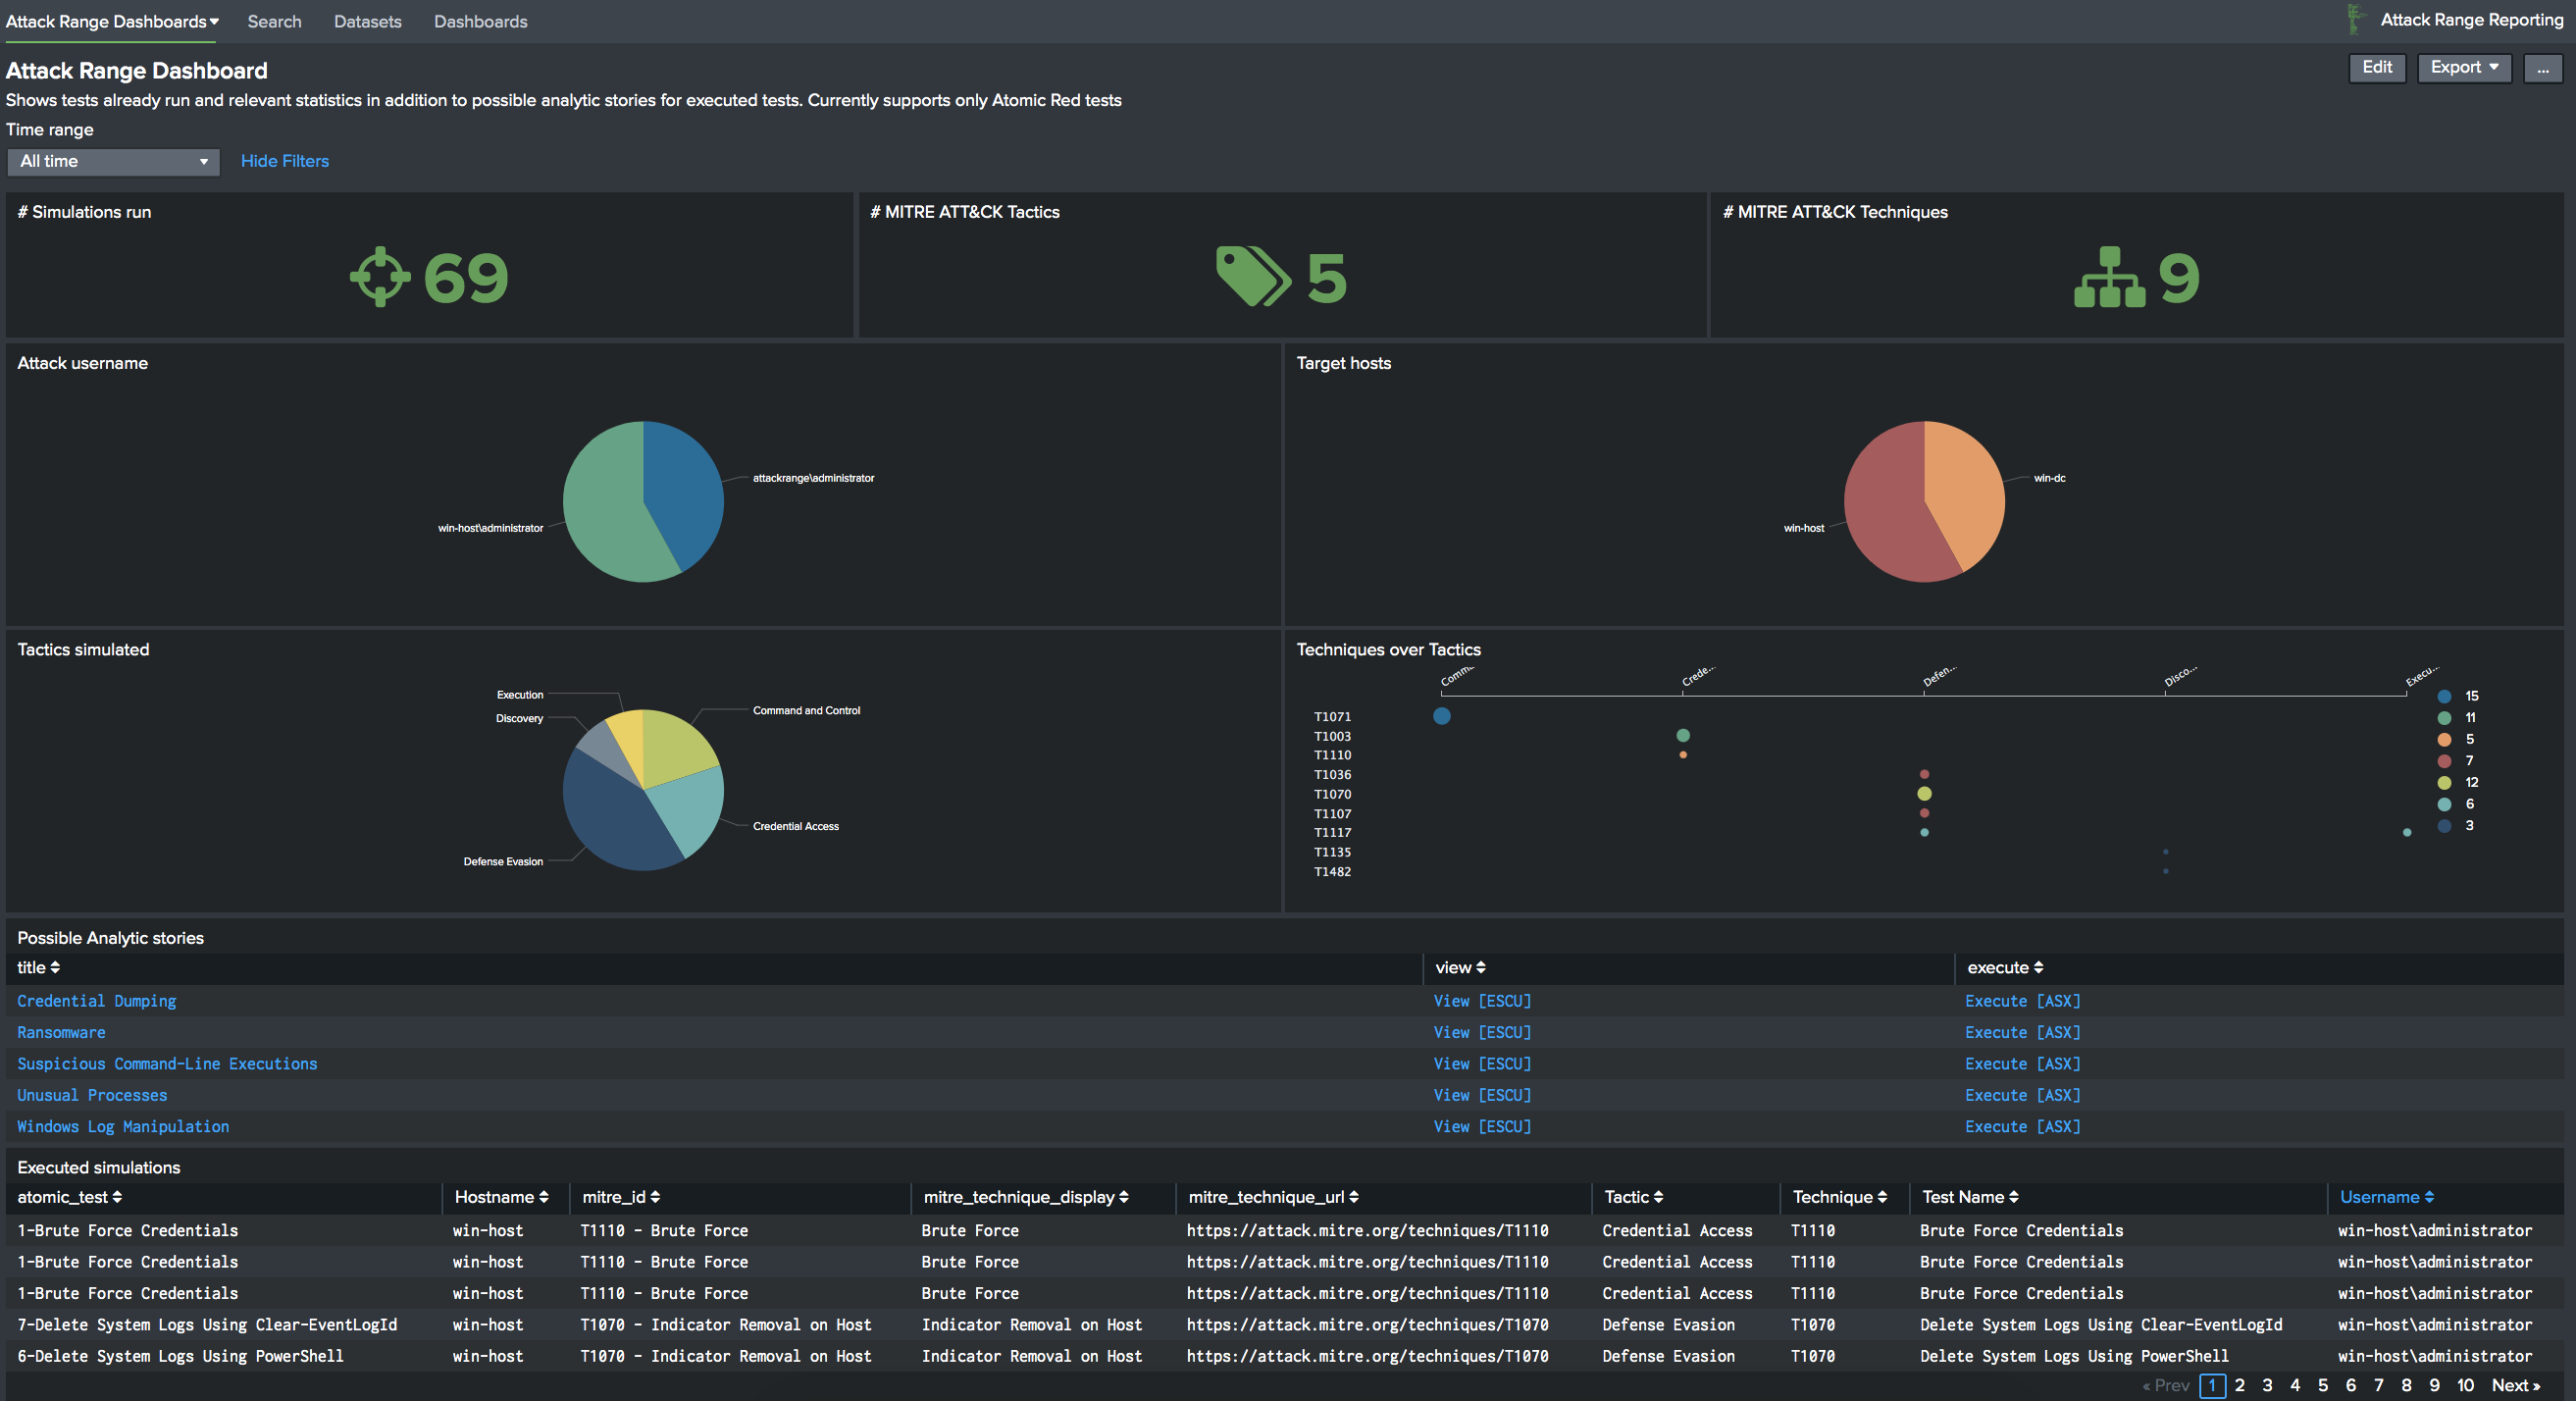 Attack Range Dashboards Search Datasets Dashboards Attack Range Reporting
Attack Range Dashboard Edit Export ...
Shows tests already run and relevant statistics in addition to possible analytic stories for executed tests. Currently supports only Atomic Red tests
Time range
All time Hide Filters
# Simulations run
69
# MITRE ATT&CK Tactics
5
# MITRE ATT&CK Techniques
9
Attack username
attackrange\administrator
win-host\administrator
Target hosts
win-dc
win-host
Tactics simulated
Execution
Discovery
Command and Control
Credential Access
Defense Evasion
Techniques over Tactics
Comma... Crede... Defen... Disco... Execu...
T1071
T1003
T1110
T1036
T1070
T1107
T1117
T1135
T1482
15
11
5
7
12
6
3
Possible Analytic stories
title view execute
Credential Dumping View [ESCU] Execute [ASX]
Ransomware View [ESCU] Execute [ASX]
Suspicious Command-Line Executions View [ESCU] Execute [ASX]
Unusual Processes View [ESCU] Execute [ASX]
Windows Log Manipulation View [ESCU] Execute [ASX]
Executed simulations
atomic_test Hostname mitre_id mitre_technique_display mitre_technique_url Tactic Technique Test Name Username
1-Brute Force Credentials win-host T1110 - Brute Force Brute Force https://attack.mitre.org/techniques/T1110 Credential Access T1110 Brute Force Credentials win-host\administrator
1-Brute Force Credentials win-host T1110 - Brute Force Brute Force https://attack.mitre.org/techniques/T1110 Credential Access T1110 Brute Force Credentials win-host\administrator
1-Brute Force Credentials win-host T1110 - Brute Force Brute Force https://attack.mitre.org/techniques/T1110 Credential Access T1110 Brute Force Credentials win-host\administrator
7-Delete System Logs Using Clear-EventLogId win-host T1070 - Indicator Removal on Host Indicator Removal on Host https://attack.mitre.org/techniques/T1070 Defense Evasion T1070 Delete System Logs Using Clear-EventLogId win-host\administrator
6-Delete System Logs Using PowerShell win-host T1070 - Indicator Removal on Host Indicator Removal on Host https://attack.mitre.org/techniques/T1070 Defense Evasion T1070 Delete System Logs Using PowerShell win-host\administrator
« Prev 1 2 3 4 5 6 7 8 9 10 Next »